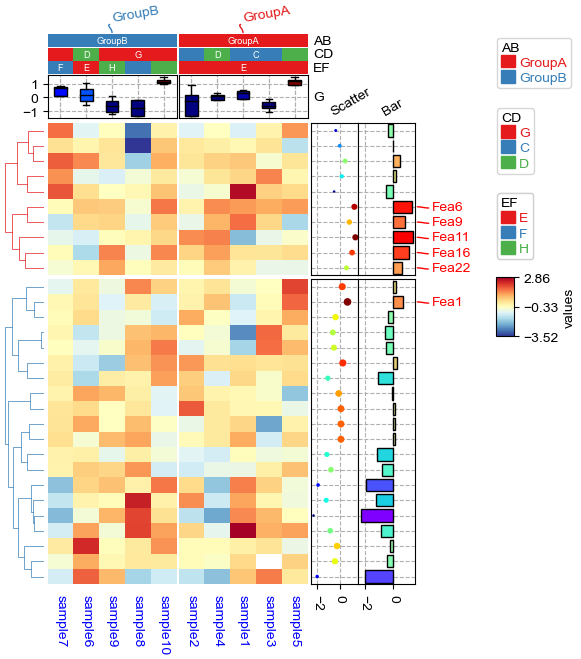 GroupB GroupA
GroupB GroupA AB
D G D C CD
F E H E EF
1
0
−1
G
Scatter Bar
Fea6
Fea9
Fea11
Fea16
Fea22
Fea1
−2 0 −2 0
sample7 sample6 sample9 sample8 sample10 sample2 sample4 sample1 sample3 sample5
AB
GroupA
GroupB
CD
G
C
D
EF
E
F
H
2.86
−0.33
−3.52
values